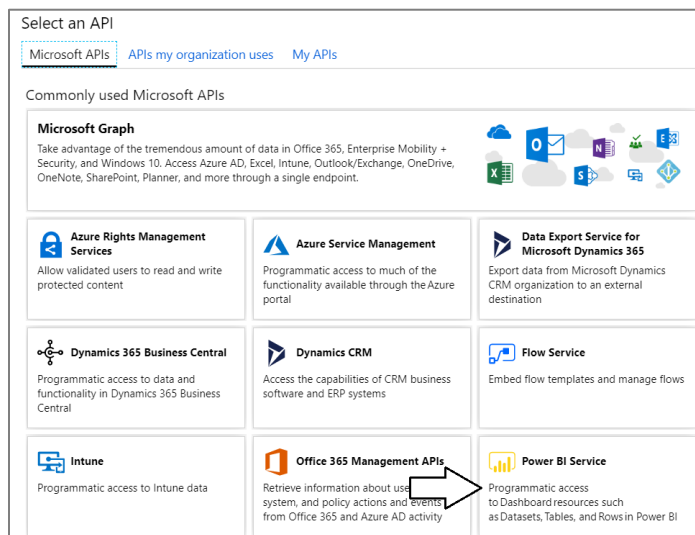 Select an API
Microsoft APIs APIs my organization uses My APIs
Commonly used Microsoft APIs
Microsoft Graph
Take advantage of the tremendous amount of data in Office 365, Enterprise Mobility +
Security, and Windows 10. Access Azure AD, Excel, Intune, Outlook/Exchange, OneDrive,
OneNote, SharePoint, Planner, and more through a single endpoint.
Azure Rights Management
Services
Allow validated users to read and write
protected content
Azure Service Management
Programmatic access to much of the
functionality available through the Azure
portal
Data Export Service for
Microsoft Dynamics 365
Export data from Microsoft Dynamics
CRM organization to an external
destination
Dynamics 365 Business Central
Programmatic access to data and
functionality in Dynamics 365 Business
Central
Dynamics CRM
Access the capabilities of CRM business
software and ERP systems
Flow Service
Embed flow templates and manage flows
Intune
Programmatic access to Intune data
Office 365 Management APIs
Retrieve information about
system, and policy actions and events
from Office 365 and Azure AD activity
Power BI Service
Programmatic access
to Dashboard resources such
as Datasets, Tables, and Rows in Power BI